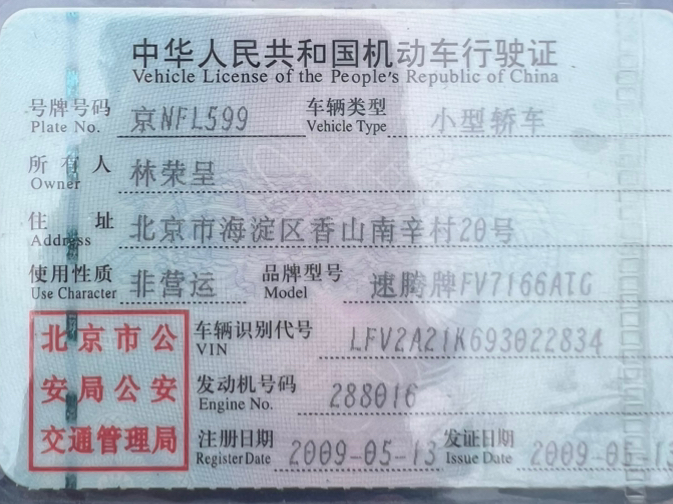 中华人民共和国机动车行驶证
Vehicle License of the People's Republic of China
号牌号码 京NFL599 车辆类型 小型轿车
Plate No. Vehicle Type
所有人 林荣呈
Owner
住址 北京市海淀区香山南辛村20号
Address
使用性质 非营运 品牌型号 速腾牌FV7166ATG
Use Character Model
北京市公安局公安交通管理局
车辆识别代号 LFV2A21K693022834
VIN
发动机号码 288016
Engine No.
注册日期 2009-05-13 发证日期 2009-05-13
Register Date Issue Date